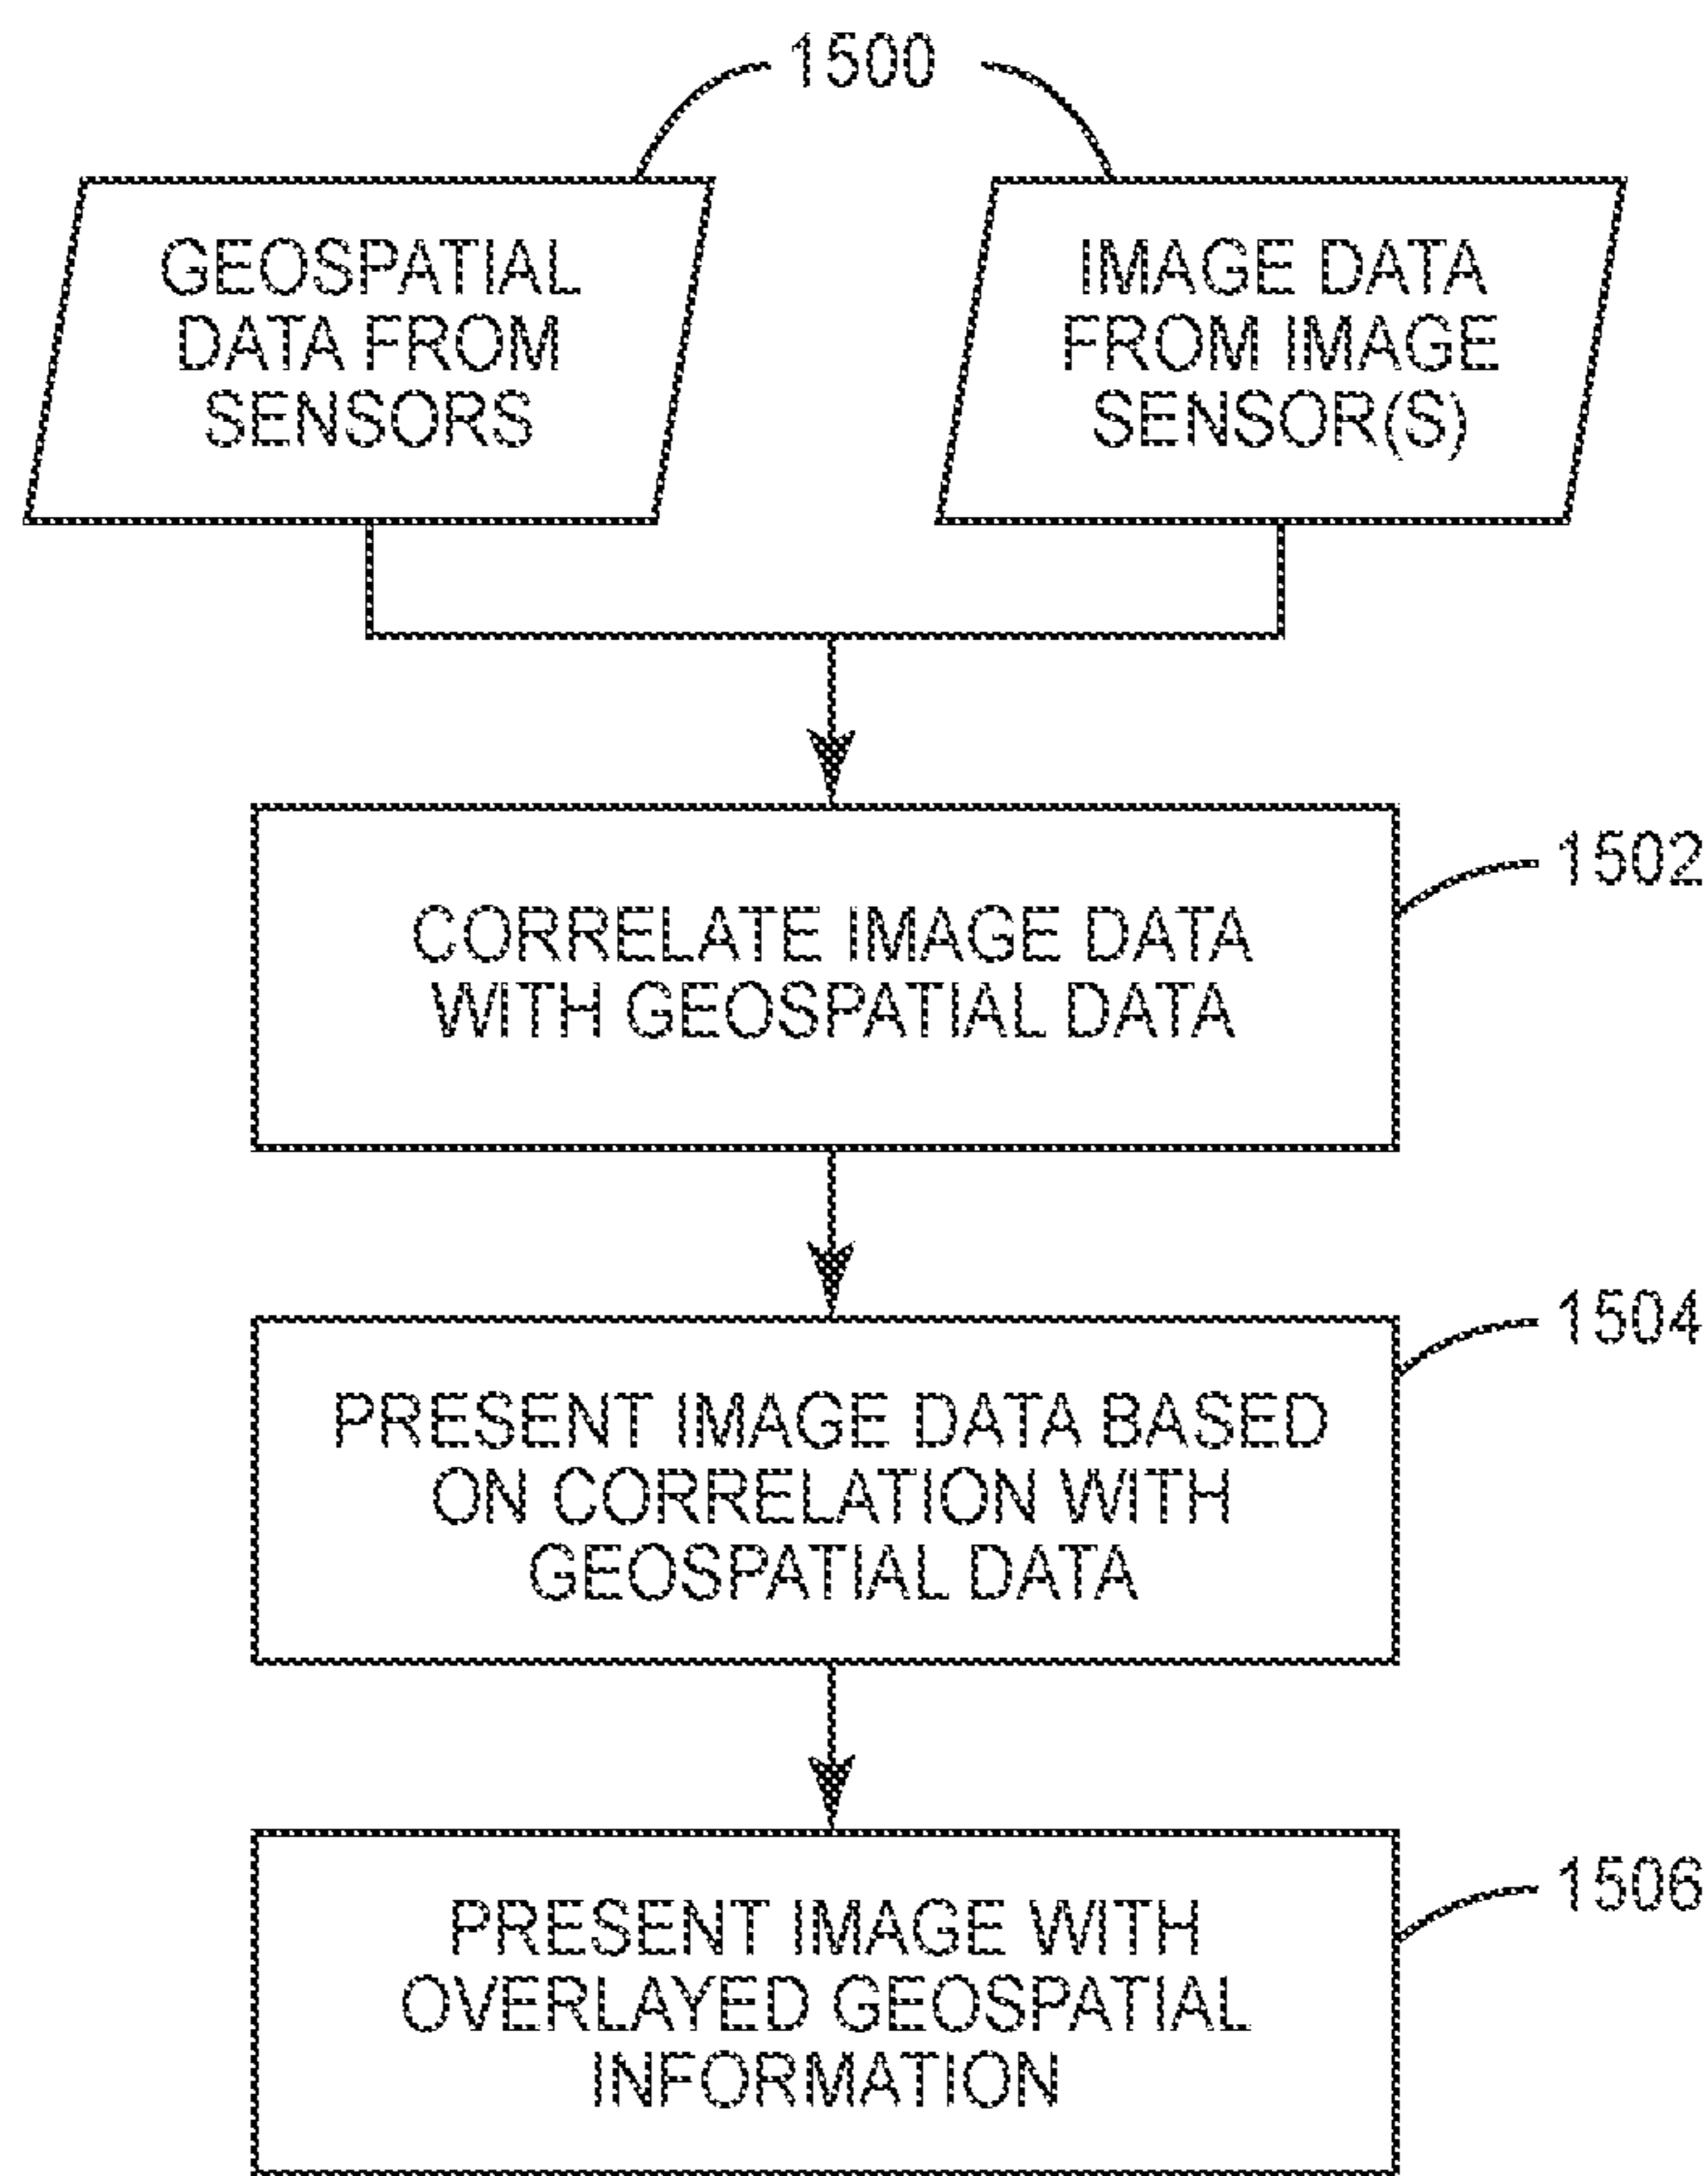 1500
GEOSPATIAL
DATA FROM
SENSORS
IMAGE DATA
FROM IMAGE
SENSOR(S)
1502
CORRELATE IMAGE DATA
WITH GEOSPATIAL DATA
1504
PRESENT IMAGE DATA BASED
ON CORRELATION WITH
GEOSPATIAL DATA
1506
PRESENT IMAGE WITH
OVERLAYED GEOSPATIAL
INFORMATION